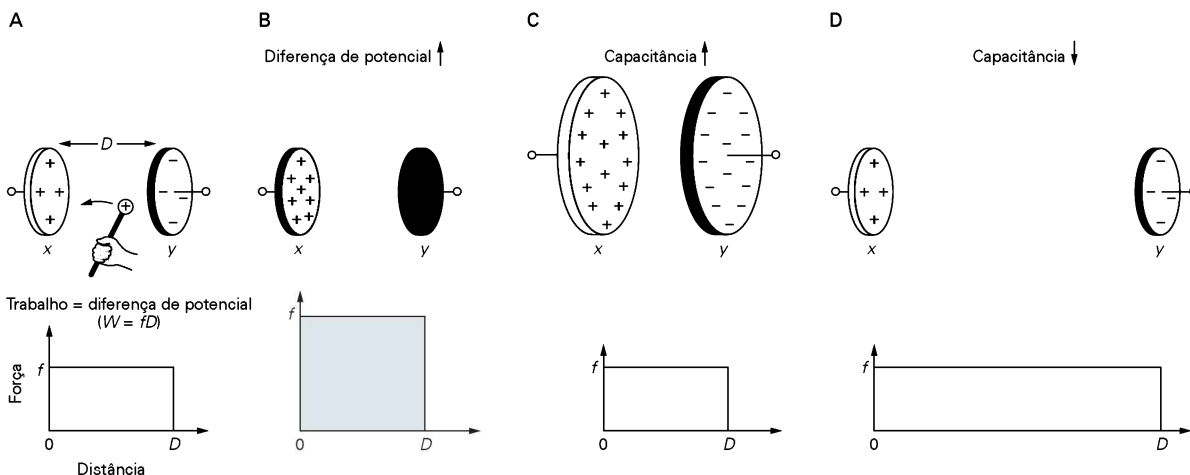 A
B
C
D
Diferença de potencial
Capacitância
Capacitância
D
+ + + +
− − − −
+
x
y
+ + + + + + + +
x
y
+ + + + + + + + + + + + + +
x
y
+ + + +
x
− − − −
y
Trabalho = diferença de potencial
(W = fD)
Força
f
0
D
Distância
f
0
D
f
0
D
f
0
D